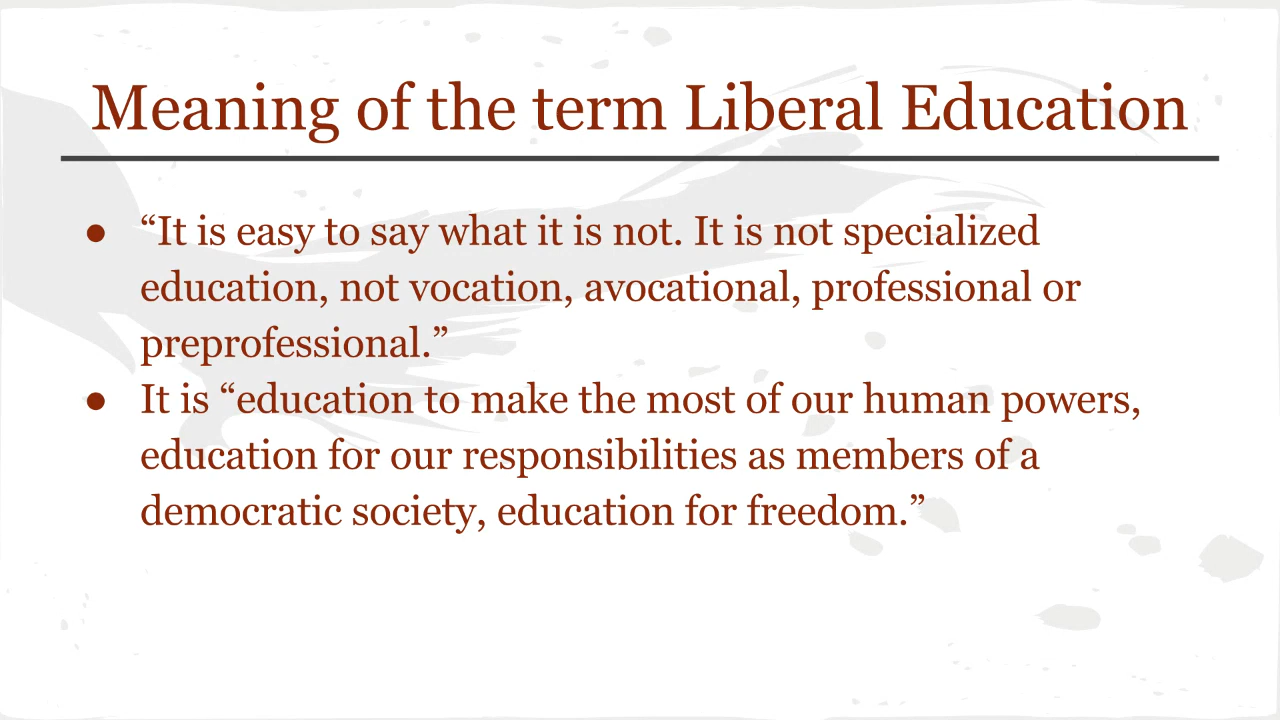 Meaning of the term Liberal Education
● “It is easy to say what it is not. It is not specialized
education, not vocation, avocational, professional or
preprofessional.”
● It is “education to make the most of our human powers,
education for our responsibilities as members of a
democratic society, education for freedom.”